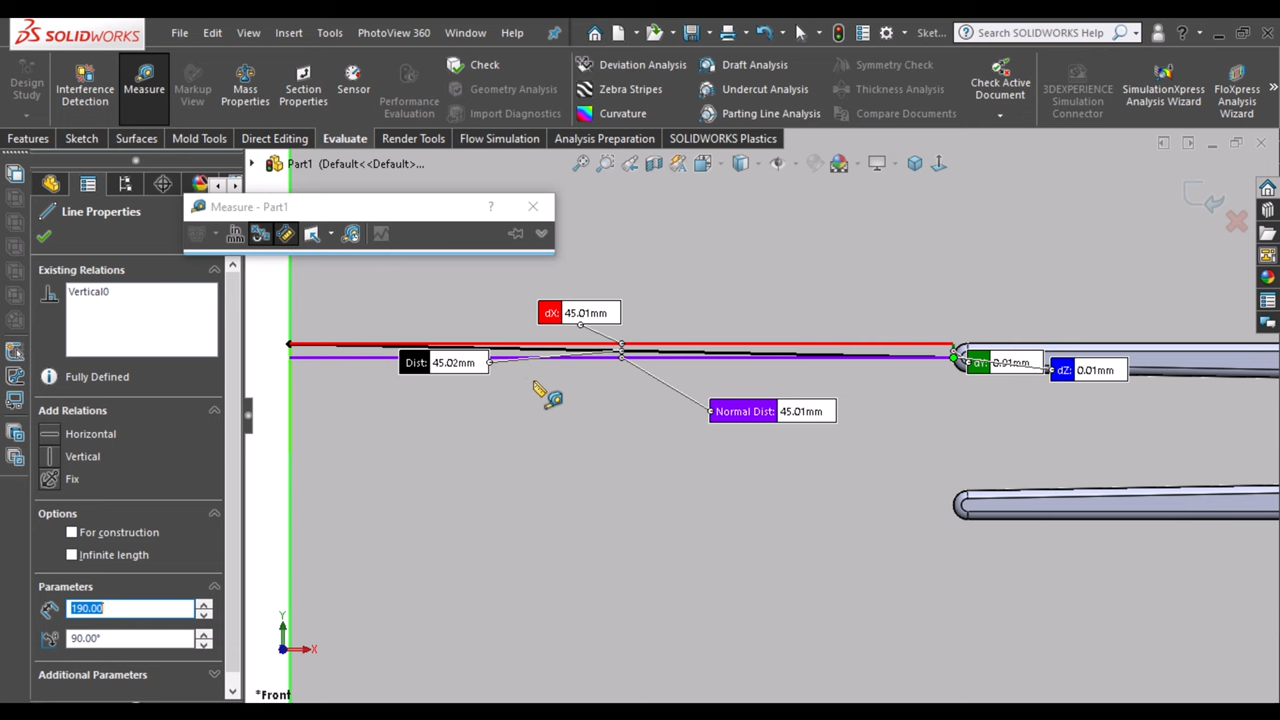 SOLIDWORKS
File
Edit
View
Insert
Tools
PhotoView 360
Window
Help
Sket...
Search SOLIDWORKS Help
Design
Study
Interference
Detection
Measure
Markup
View
Mass
Properties
Section
Properties
Sensor
Performance
Evaluation
Check
Geometry Analysis
Import Diagnostics
Deviation Analysis
Zebra Stripes
Curvature
Draft Analysis
Undercut Analysis
Parting Line Analysis
Symmetry Check
Thickness Analysis
Compare Documents
Check Active
Document
3DEXPERIENCE
Simulation
Connector
SimulationXpress
Analysis Wizard
FloXpress
Analysis
Wizard
Features
Sketch
Surfaces
Mold Tools
Direct Editing
Evaluate
Render Tools
Flow Simulation
Analysis Preparation
SOLIDWORKS Plastics
Part1 (Default<<Default>...
Line Properties
Measure - Part1
Existing Relations
Vertical0
Fully Defined
Add Relations
Horizontal
Vertical
Fix
Options
For construction
Infinite length
Parameters
190.00
90.00°
Additional Parameters
dX: 45.01mm
Dist: 45.02mm
dY: 0.01mm
dZ: 0.01mm
Normal Dist: 45.01mm
Y
X
*Front